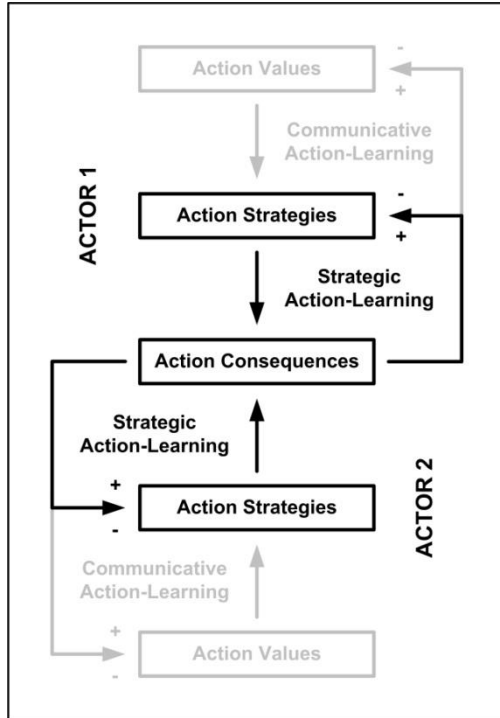 -
Action Values
+
Communicative
Action-Learning
ACTOR 1
-
Action Strategies
+
Strategic
Action-Learning
Action Consequences
Strategic
Action-Learning
+
Action Strategies
-
ACTOR 2
Communicative
Action-Learning
+
Action Values
-